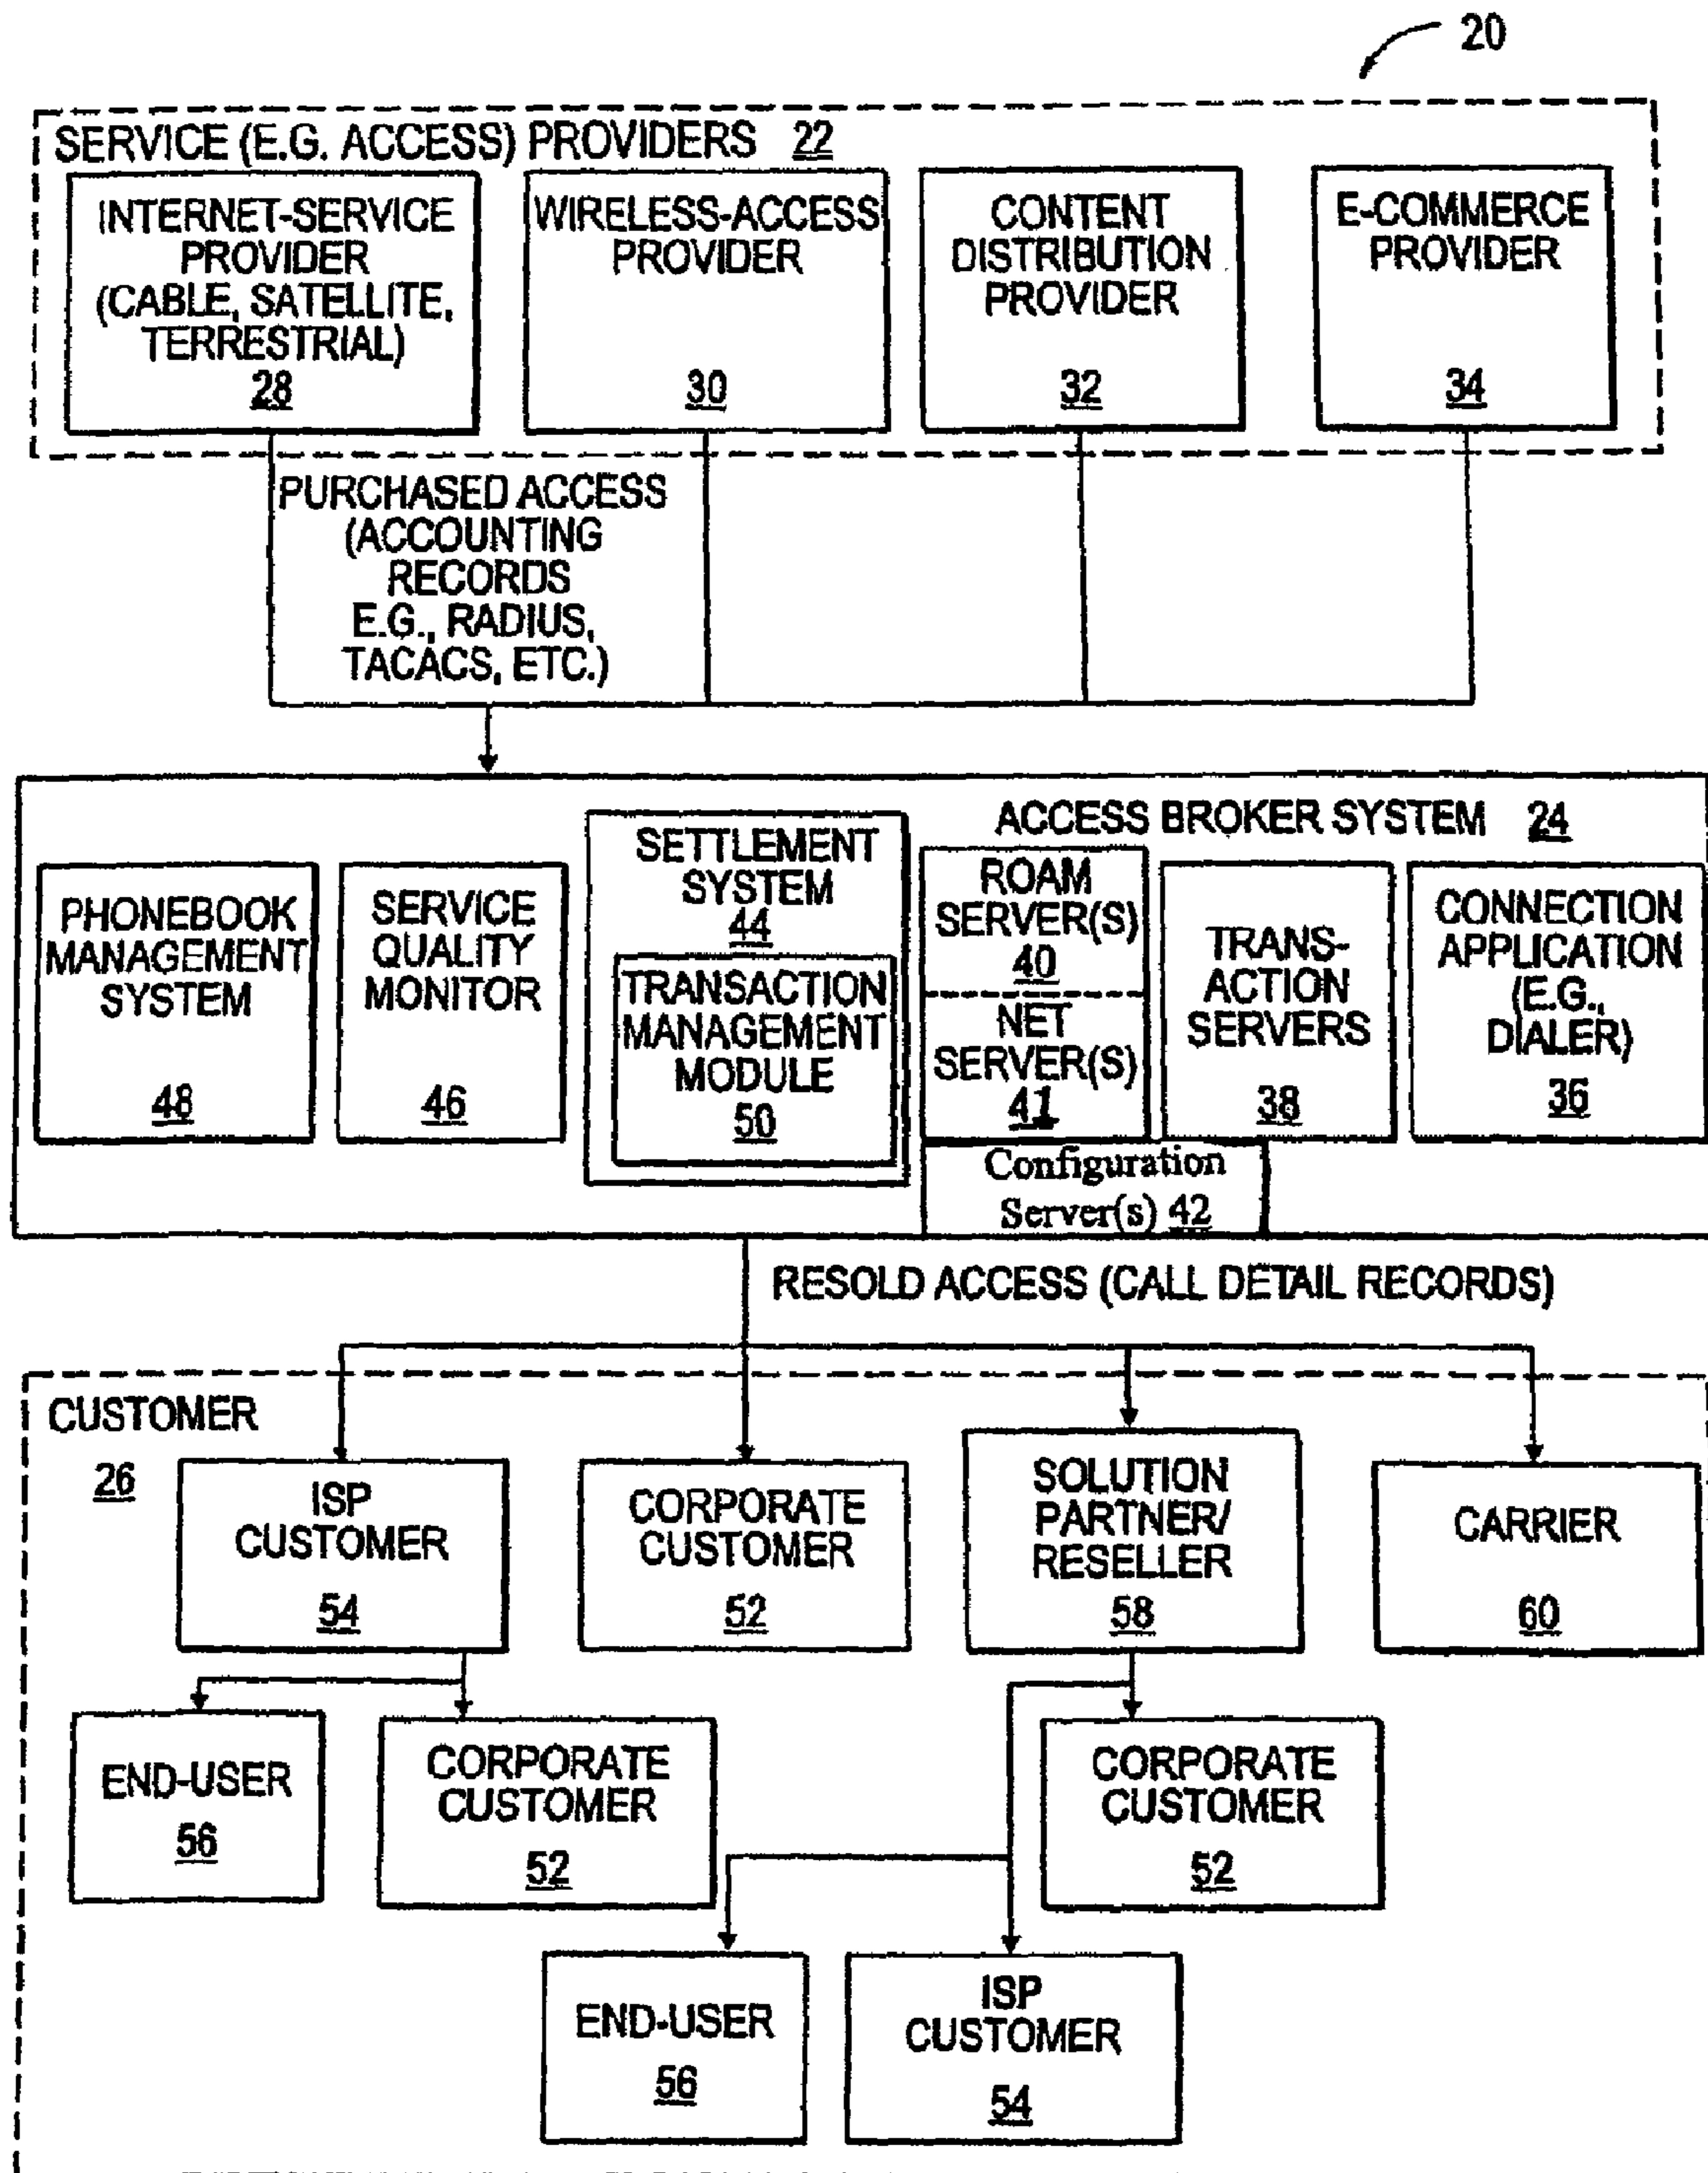 20
SERVICE (E.G. ACCESS) PROVIDERS 22
INTERNET-SERVICE
PROVIDER
(CABLE, SATELLITE,
TERRESTRIAL)
28
WIRELESS-ACCESS
PROVIDER
30
CONTENT
DISTRIBUTION
PROVIDER
32
E-COMMERCE
PROVIDER
34
PURCHASED ACCESS
(ACCOUNTING
RECORDS
E.G., RADIUS,
TACACS, ETC.)
ACCESS BROKER SYSTEM 24
PHONEBOOK
MANAGEMENT
SYSTEM
48
SERVICE
QUALITY
MONITOR
46
SETTLEMENT
SYSTEM
44
TRANSACTION
MANAGEMENT
MODULE
50
ROAM
SERVER(S)
40
NET
SERVER(S)
41
TRANS-
ACTION
SERVERS
38
CONNECTION
APPLICATION
(E.G.,
DIALER)
36
Configuration
Server(s) 42
RESOLD ACCESS (CALL DETAIL RECORDS)
CUSTOMER
26
ISP
CUSTOMER
54
CORPORATE
CUSTOMER
52
SOLUTION
PARTNER/
RESELLER
58
CARRIER
60
END-USER
56
CORPORATE
CUSTOMER
52
CORPORATE
CUSTOMER
52
END-USER
56
ISP
CUSTOMER
54